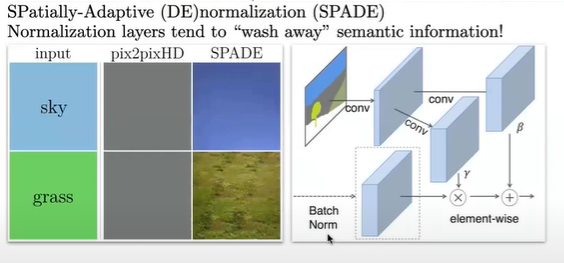 SPatially-Adaptive (DE)normalization (SPADE)
Normalization layers tend to “wash away” semantic information!
input pix2pixHD SPADE
sky
grass
conv
conv
conv
β
γ
Batch
Norm
element-wise